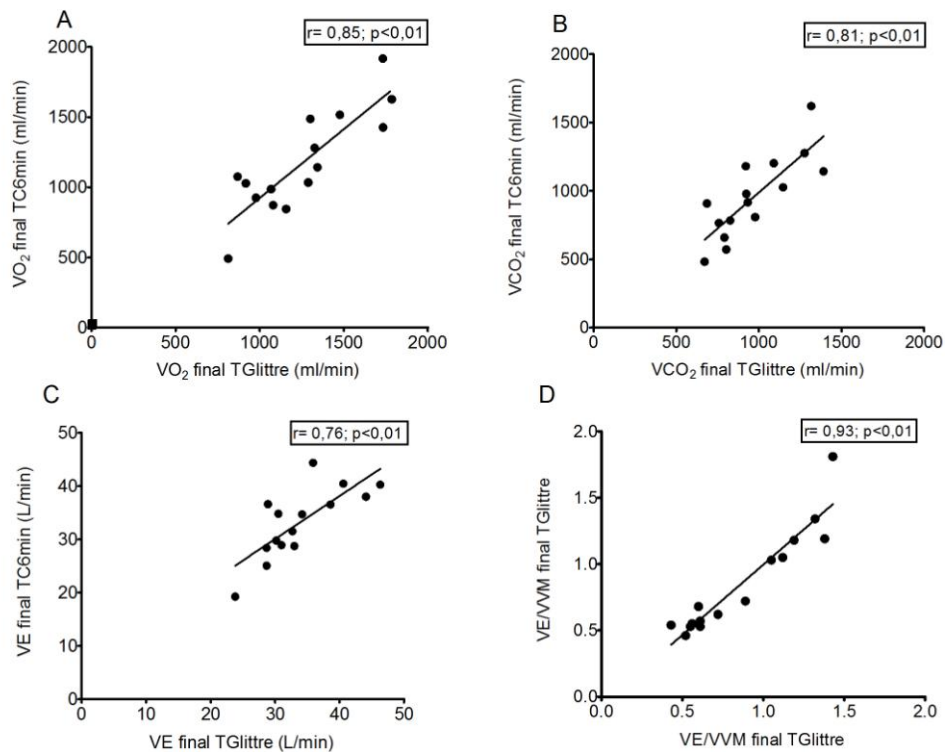 A
r= 0,85; p<0,01
2000
1500
1000
500
0
VO2 final TC6min (ml/min)
0 500 1000 1500 2000
VO2 final TGlittre (ml/min)
B
r= 0,81; p<0,01
2000
1500
1000
500
0
VCO2 final TC6min (ml/min)
0 500 1000 1500 2000
VCO2 final TGlittre (ml/min)
C
r= 0,76; p<0,01
50
40
30
20
10
0
VE final TC6min (L/min)
0 10 20 30 40 50
VE final TGlittre (L/min)
D
r= 0,93; p<0,01
2.0
1.5
1.0
0.5
0.0
VE/VVM final TGlittre
0.0 0.5 1.0 1.5 2.0
VE/VVM final TGlittre